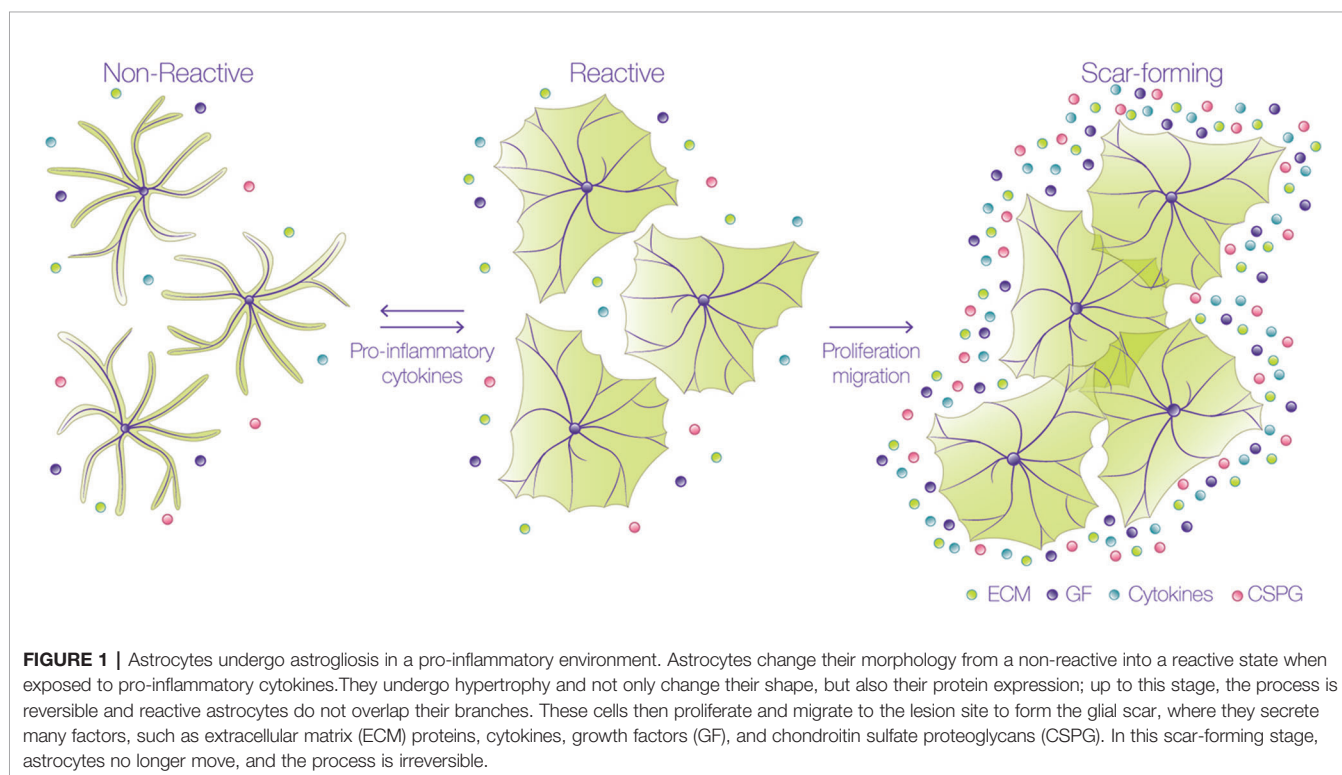 Non-Reactive
Reactive
Scar-forming
Pro-inflammatory
cytokines
Proliferation
migration
ECM GF Cytokines CSPG
FIGURE 1 | Astrocytes undergo astrogliosis in a pro-inflammatory environment. Astrocytes change their morphology from a non-reactive into a reactive state when
exposed to pro-inflammatory cytokines.They undergo hypertrophy and not only change their shape, but also their protein expression; up to this stage, the process is
reversible and reactive astrocytes do not overlap their branches. These cells then proliferate and migrate to the lesion site to form the glial scar, where they secrete
many factors, such as extracellular matrix (ECM) proteins, cytokines, growth factors (GF), and chondroitin sulfate proteoglycans (CSPG). In this scar-forming stage,
astrocytes no longer move, and the process is irreversible.